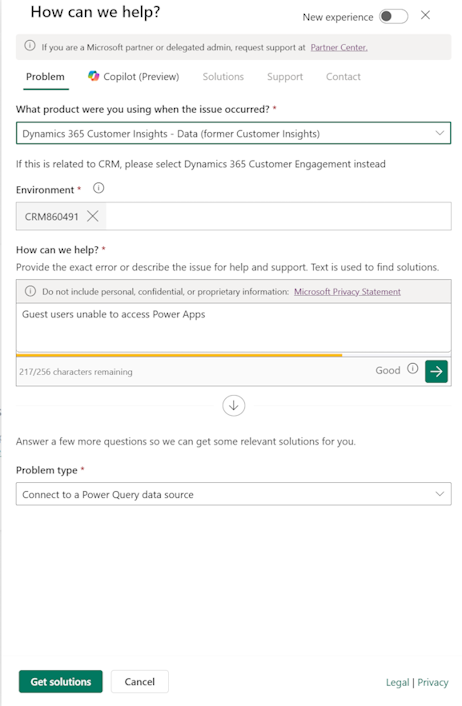 How can we help?
New experience
If you are a Microsoft partner or delegated admin, request support at Partner Center.
Problem
Copilot (Preview)
Solutions
Support
Contact
What product were you using when the issue occurred? *
Dynamics 365 Customer Insights - Data (former Customer Insights)
If this is related to CRM, please select Dynamics 365 Customer Engagement instead
Environment *
CRM860491
How can we help? *
Provide the exact error or describe the issue for help and support. Text is used to find solutions.
Do not include personal, confidential, or proprietary information: Microsoft Privacy Statement
Guest users unable to access Power Apps
217/256 characters remaining
Good
Answer a few more questions so we can get some relevant solutions for you.
Problem type *
Connect to a Power Query data source
Get solutions
Cancel
Legal | Privacy